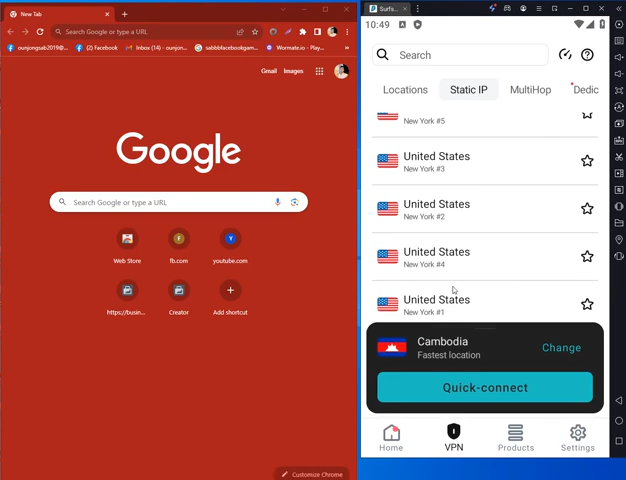 New Tab
Search Google or type a URL
ounjongsab2019@...
(2) Facebook
Inbox (14) - ounjon...
sabbbfacebookgam...
Wormate.io - Play...
Gmail
Images
Google
Search Google or type a URL
Web Store
fb.com
youtube.com
https://busin...
Creator
Add shortcut
Customize Chrome
Surfs...
10:49
Search
Locations
Static IP
MultiHop
Dedic
New York #5
United States
New York #3
United States
New York #2
United States
New York #4
United States
New York #1
Cambodia
Fastest location
Change
Quick-connect
Home
VPN
Products
Settings